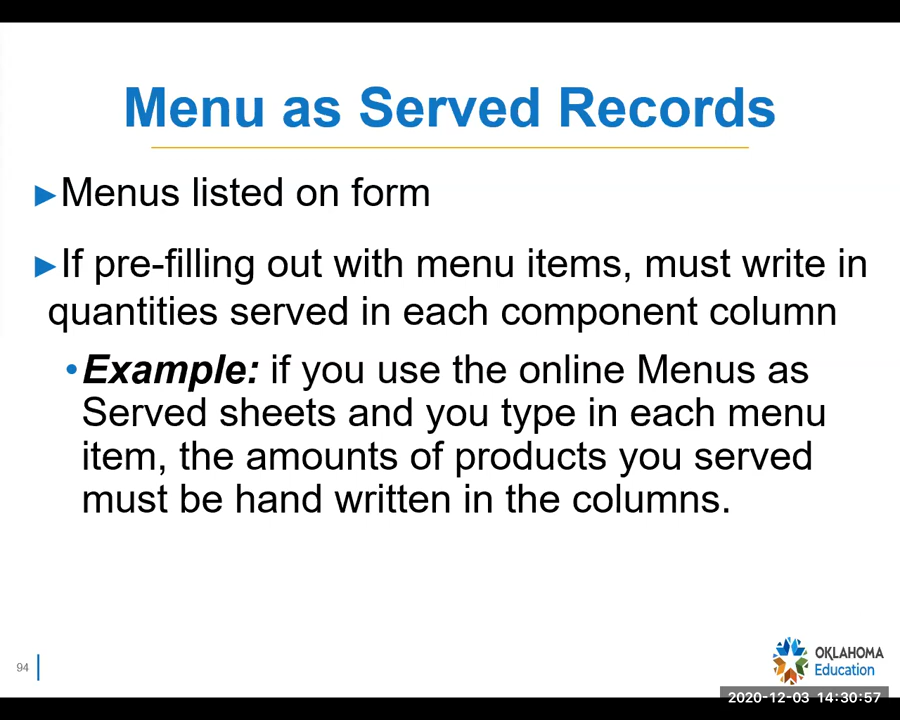 Menu as Served Records
►Menus listed on form
►If pre-filling out with menu items, must write in
quantities served in each component column
•Example: if you use the online Menus as
Served sheets and you type in each menu
item, the amounts of products you served
must be hand written in the columns.
94
OKLAHOMA
Education
2020-12-03 14:30:57